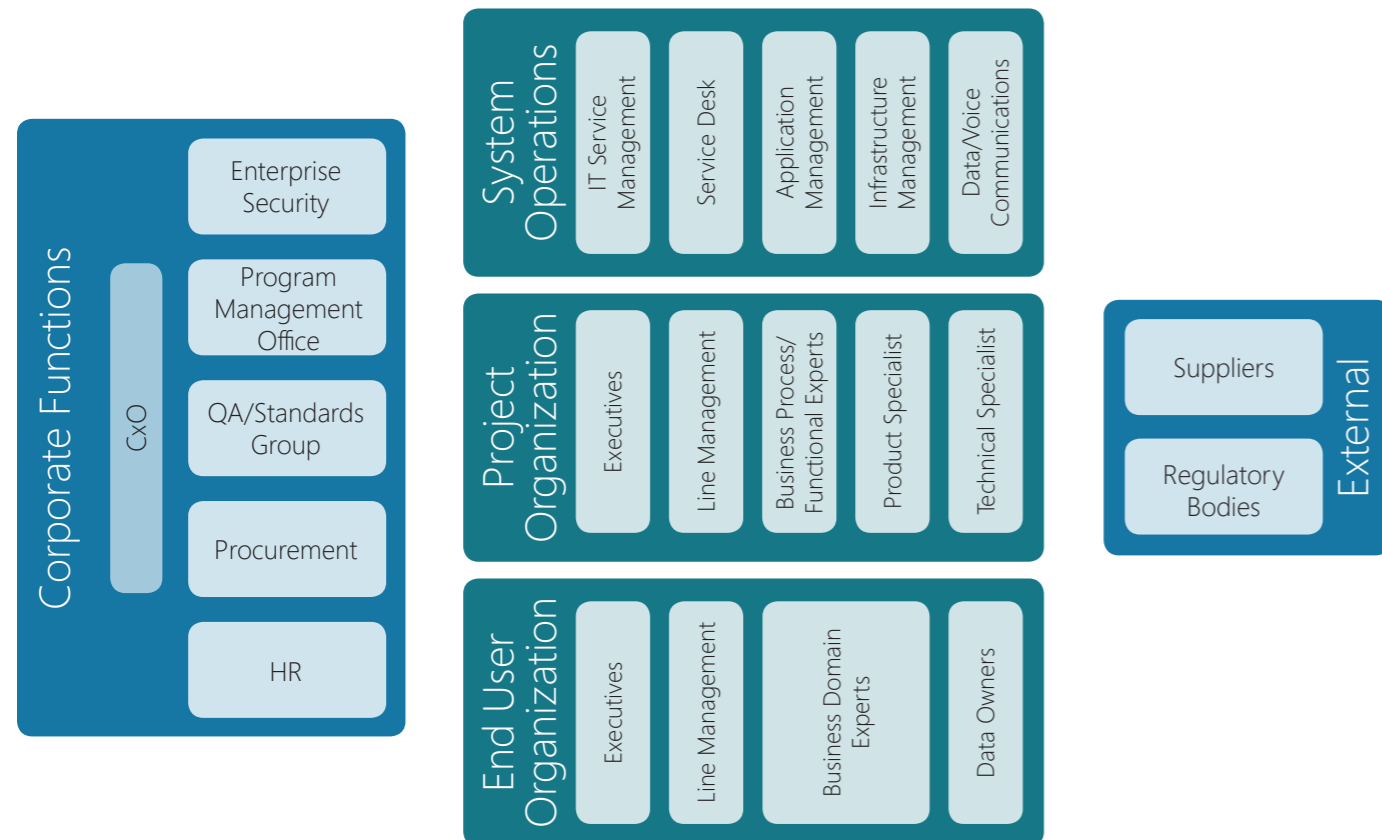 Corporate Functions
CxO
Enterprise
Security
Program
Management
Office
QA/Standards
Group
Procurement
HR
System
Operations
IT Service
Management
Service Desk
Application
Management
Infrastructure
Management
Data/Voice
Communications
Project
Organization
Executives
Line Management
Business Process/
Functional Experts
Product Specialist
Technical Specialist
End User
Organization
Executives
Line Management
Business Domain
Experts
Data Owners
Suppliers
Regulatory
Bodies
External